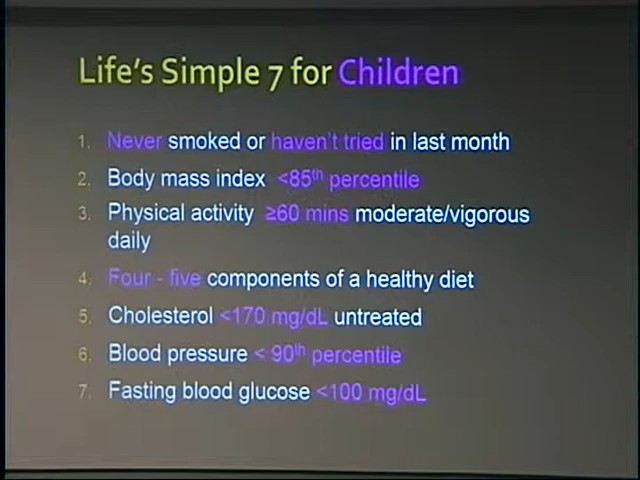 Life's Simple 7 for Children
1. Never smoked or haven't tried in last month
2. Body mass index <85th percentile
3. Physical activity ≥60 mins moderate/vigorous
daily
4. Four - five components of a healthy diet
5. Cholesterol <170 mg/dL untreated
6. Blood pressure < 90th percentile
7. Fasting blood glucose <100 mg/dL